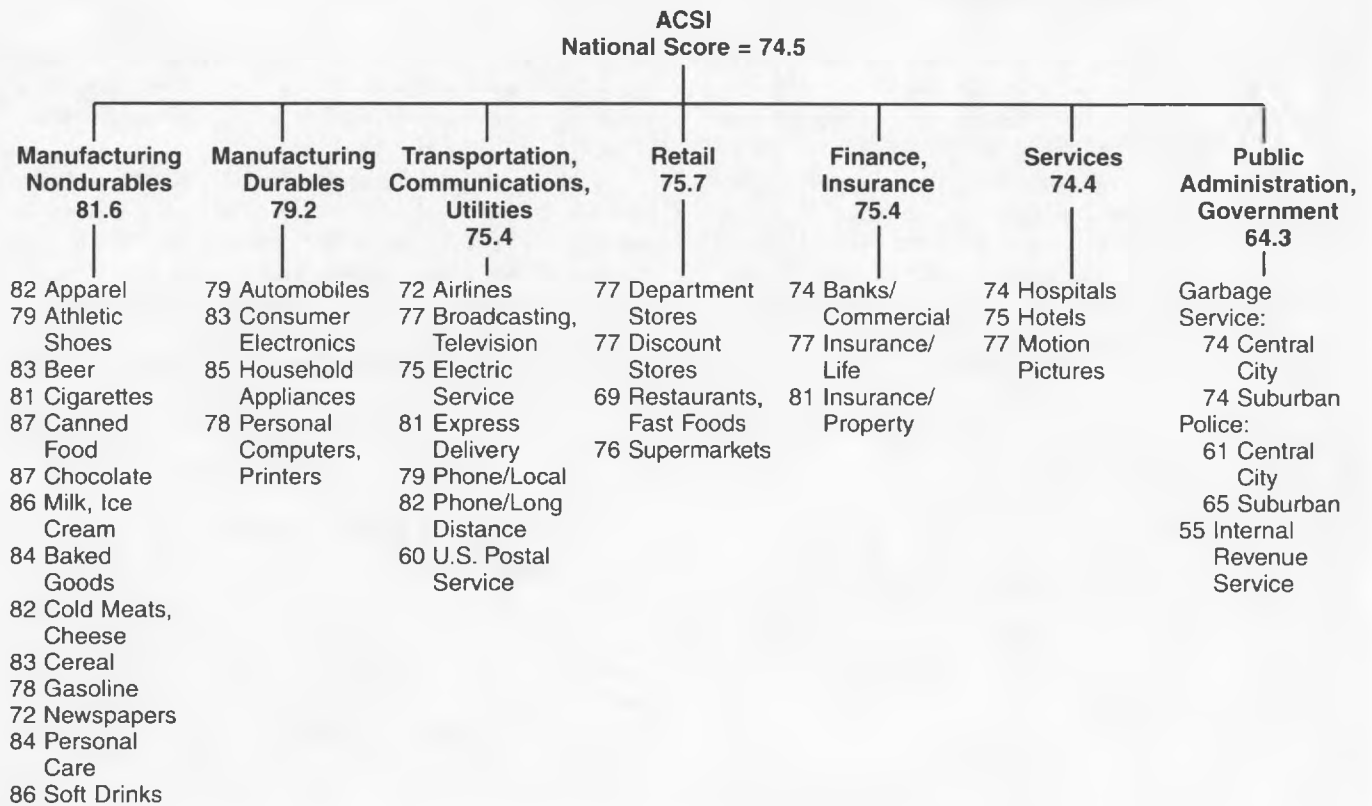 ACSI
National Score = 74.5
Manufacturing
Nondurables
81.6
82 Apparel
79 Athletic
Shoes
83 Beer
81 Cigarettes
87 Canned
Food
87 Chocolate
86 Milk, Ice
Cream
84 Baked
Goods
82 Cold Meats,
Cheese
83 Cereal
78 Gasoline
72 Newspapers
84 Personal
Care
86 Soft Drinks
Manufacturing
Durables
79.2
79 Automobiles
83 Consumer
Electronics
85 Household
Appliances
78 Personal
Computers,
Printers
Transportation,
Communications,
Utilities
75.4
72 Airlines
77 Broadcasting,
Television
75 Electric
Service
81 Express
Delivery
79 Phone/Local
82 Phone/Long
Distance
60 U.S. Postal
Service
Retail
75.7
77 Department
Stores
77 Discount
Stores
69 Restaurants,
Fast Foods
76 Supermarkets
Finance,
Insurance
75.4
74 Banks/
Commercial
77 Insurance/
Life
81 Insurance/
Property
Services
74.4
74 Hospitals
75 Hotels
77 Motion
Pictures
Public
Administration,
Government
64.3
Garbage
Service:
74 Central
City
74 Suburban
Police:
61 Central
City
65 Suburban
55 Internal
Revenue
Service